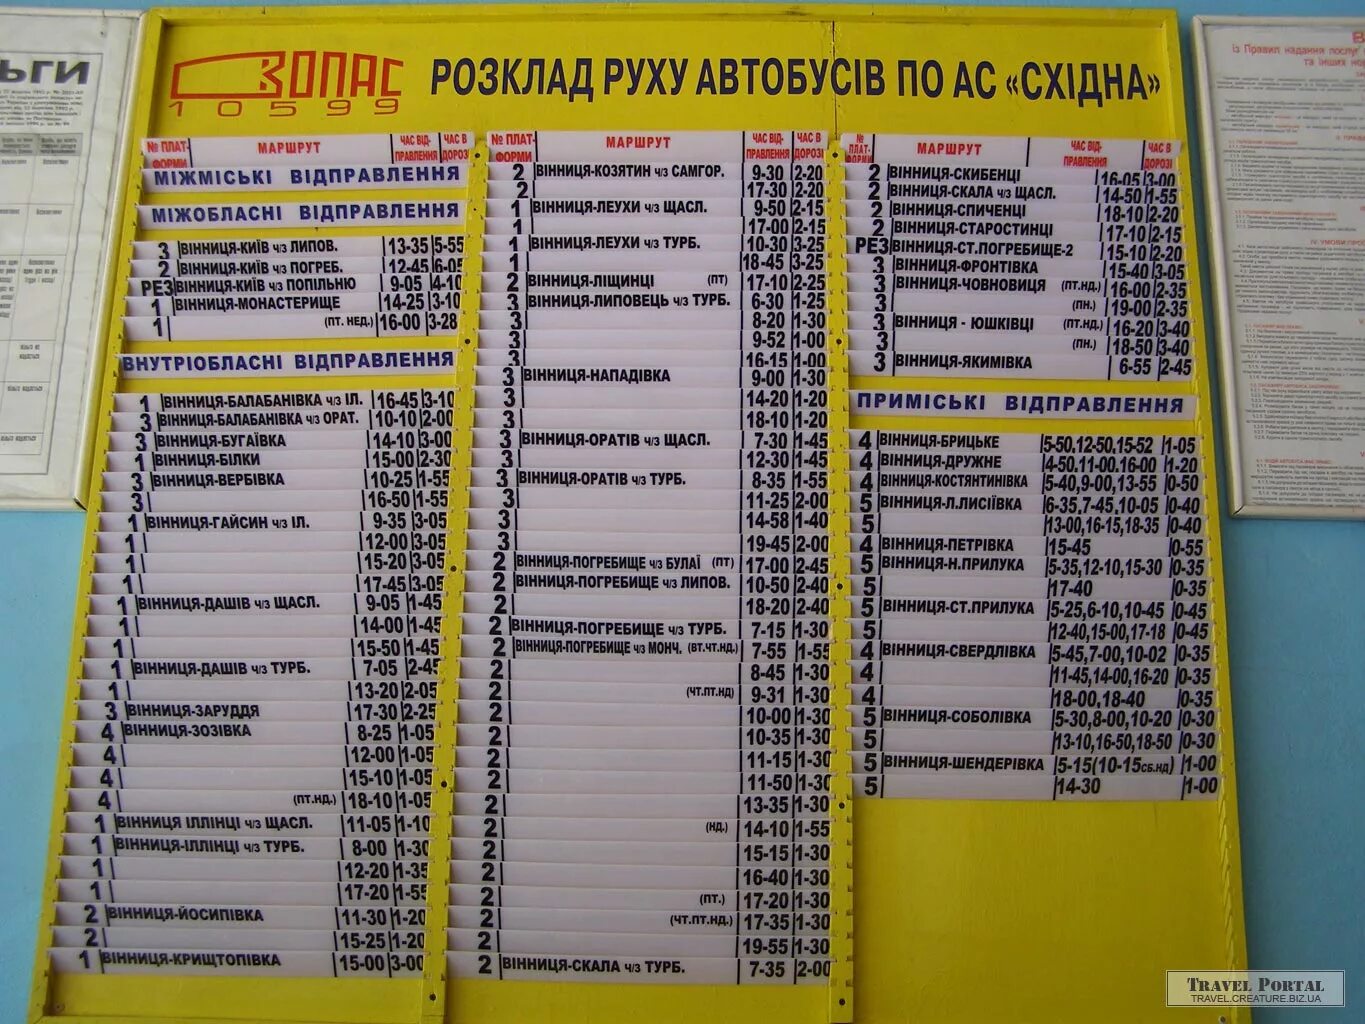 ВОПАС
10599
РОЗКЛАД РУХУ АВТОБУСІВ ПО АС «СХІДНА»
№ ПЛАТ-ФОРМИ МАРШРУТ ЧАС ВІД-ПРАВЛЕННЯ ЧАС В ДОРОЗІ
МІЖМІСЬКІ ВІДПРАВЛЕННЯ
МІЖОБЛАСНІ ВІДПРАВЛЕННЯ
3 ВІННИЦЯ-КИЇВ Ч/З ЛИПОВ. 13-35 5-55
2 ВІННИЦЯ-КИЇВ Ч/З ПОГРЕБ. 12-45 6-05
РЕЗ ВІННИЦЯ-КИЇВ Ч/З ПОПІЛЬНЮ 9-05 4-10
1 ВІННИЦЯ-МОНАСТЕРИЩЕ 14-25 3-10
1 (ПТ. НЕД.) 16-00 3-28
ВНУТРІОБЛАСНІ ВІДПРАВЛЕННЯ
1 ВІННИЦЯ-БАЛАБАНІВКА Ч/З ІЛ. 16-45 3-10
3 ВІННИЦЯ-БАЛАБАНІВКА Ч/З ОРАТ. 10-10 2-00
3 ВІННИЦЯ-БУГАЇВКА 14-10 3-00
1 ВІННИЦЯ-БІЛКИ 15-00 2-30
3 ВІННИЦЯ-ВЕРБІВКА 10-25 1-55
3 16-50 1-55
1 ВІННИЦЯ-ГАЙСИН Ч/З ІЛ. 9-35 3-05
1 12-00 3-05
1 15-20 3-05
1 17-45 3-05
1 ВІННИЦЯ-ДАШІВ Ч/З ЩАСЛ. 9-05 1-45
1 14-00 1-45
1 15-50 1-45
1 ВІННИЦЯ-ДАШІВ Ч/З ТУРБ. 7-05 2-45
1 13-20 2-05
3 ВІННИЦЯ-ЗАРУДДЯ 17-30 2-25
4 ВІННИЦЯ-ЗОЗІВКА 8-25 1-05
4 12-00 1-05
4 15-10 1-05
4 (ПТ.НД.) 18-10 1-05
1 ВІННИЦЯ ІЛЛІНЦІ Ч/З ЩАСЛ. 11-05 1-10
1 ВІННИЦЯ-ІЛЛІНЦІ Ч/З ТУРБ. 8-00 1-30
1 12-20 1-35
1 17-20 1-55
2 ВІННИЦЯ-ЙОСИПІВКА 11-30 1-20
2 15-25 1-20
1 ВІННИЦЯ-КРИЩТОПІВКА 15-00 3-00
№ ПЛАТ-ФОРМИ МАРШРУТ ЧАС ВІД-ПРАВЛЕННЯ ЧАС В ДОРОЗІ
2 ВІННИЦЯ-КОЗЯТИН Ч/З САМГОР. 9-30 2-20
2 17-30 2-20
1 ВІННИЦЯ-ЛЕУХИ Ч/З ЩАСЛ. 9-50 2-15
1 17-00 2-15
1 ВІННИЦЯ-ЛЕУХИ Ч/З ТУРБ. 10-30 3-25
1 18-45 3-25
2 ВІННИЦЯ-ЛІЩИНЦІ (ПТ) 17-10 2-25
3 ВІННИЦЯ-ЛИПОВЕЦЬ Ч/З ТУРБ. 6-30 1-25
3 8-20 1-30
3 9-52 1-00
3 16-15 1-00
3 ВІННИЦЯ-НАПАДІВКА 9-00 1-30
3 14-20 1-20
3 18-10 1-20
3 ВІННИЦЯ-ОРАТІВ Ч/З ЩАСЛ. 7-30 1-45
3 12-30 1-45
3 ВІННИЦЯ-ОРАТІВ Ч/З ТУРБ. 8-35 1-55
3 11-25 2-00
3 14-58 1-40
3 19-45 2-00
2 ВІННИЦЯ-ПОГРЕБИЩЕ Ч/З БУЛАЇ (ПТ) 17-00 2-45
2 ВІННИЦЯ-ПОГРЕБИЩЕ Ч/З ЛИПОВ. 10-50 2-40
2 18-20 2-40
2 ВІННИЦЯ-ПОГРЕБИЩЕ Ч/З ТУРБ. 7-15 1-30
2 ВІННИЦЯ-ПОГРЕБИЩЕ Ч/З МОНЧ. (ВТ.ЧТ.НД.) 7-55 1-55
2 8-45 1-30
2 (ЧТ.ПТ.НД) 9-31 1-30
2 10-00 1-30
2 10-35 1-30
2 11-15 1-30
2 11-50 1-30
2 13-35 1-30
2 (НД.) 14-10 1-55
2 15-15 1-30
2 16-40 1-30
2 (ПТ.) 17-20 1-30
2 (ЧТ.ПТ.НД.) 17-35 1-30
2 19-55 1-30
2 ВІННИЦЯ-СКАЛА Ч/З ТУРБ. 7-35 2-00
№ ПЛАТ-ФОРМИ МАРШРУТ ЧАС ВІД-ПРАВЛЕННЯ ЧАС В ДОРОЗІ
2 ВІННИЦЯ-СКИБЕНЦІ 16-05 3-00
2 ВІННИЦЯ-СКАЛА Ч/З ЩАСЛ. 14-50 1-55
2 ВІННИЦЯ-СПИЧЕНЦІ 18-10 2-20
2 ВІННИЦЯ-СТАРОСТИНЦІ 17-10 2-15
РЕЗ ВІННИЦЯ-СТ.ПОГРЕБИЩЕ-2 15-10 2-20
3 ВІННИЦЯ-ФРОНТІВКА 15-40 3-05
3 ВІННИЦЯ-ЧОВНОВИЦЯ (ПТ.НД.) 16-00 2-35
3 (ПН.) 19-00 2-35
3 ВІННИЦЯ - ЮШКІВЦІ (ПТ.НД.) 16-20 3-40
3 (ПН.) 18-50 3-40
3 ВІННИЦЯ-ЯКИМІВКА 6-55 2-45
ПРИМІСЬКІ ВІДПРАВЛЕННЯ
4 ВІННИЦЯ-БРИЦЬКЕ 5-50,12-50,15-52 1-05
4 ВІННИЦЯ-ДРУЖНЕ 4-50,11-00,16-00 1-20
4 ВІННИЦЯ-КОСТЯНТИНІВКА 5-40,9-00,13-55 0-50
5 ВІННИЦЯ-Л.ЛИСІЇВКА 6-35,7-45,10-05 0-40
5 13-00,16-15,18-35 0-40
4 ВІННИЦЯ-ПЕТРІВКА 15-45 0-55
5 ВІННИЦЯ-Н.ПРИЛУКА 5-35,12-10,15-30 0-35
5 17-40 0-35
5 ВІННИЦЯ-СТ.ПРИЛУКА 5-25,6-10,10-45 0-45
5 12-40,15-00,17-18 0-45
4 ВІННИЦЯ-СВЕРДЛІВКА 5-45,7-00,10-02 0-35
4 11-45,14-00,16-20 0-35
4 18-00,18-40 0-35
5 ВІННИЦЯ-СОБОЛІВКА 5-30,8-00,10-20 0-30
5 13-10,16-50,18-50 0-30
5 ВІННИЦЯ-ШЕНДЕРІВКА 5-15(10-15СБ.НД) 1-00
5 14-30 1-00
із Правил надання послуг
та інших
TRAVEL PORTAL
TRAVEL.CREATURE.BIZ.UA